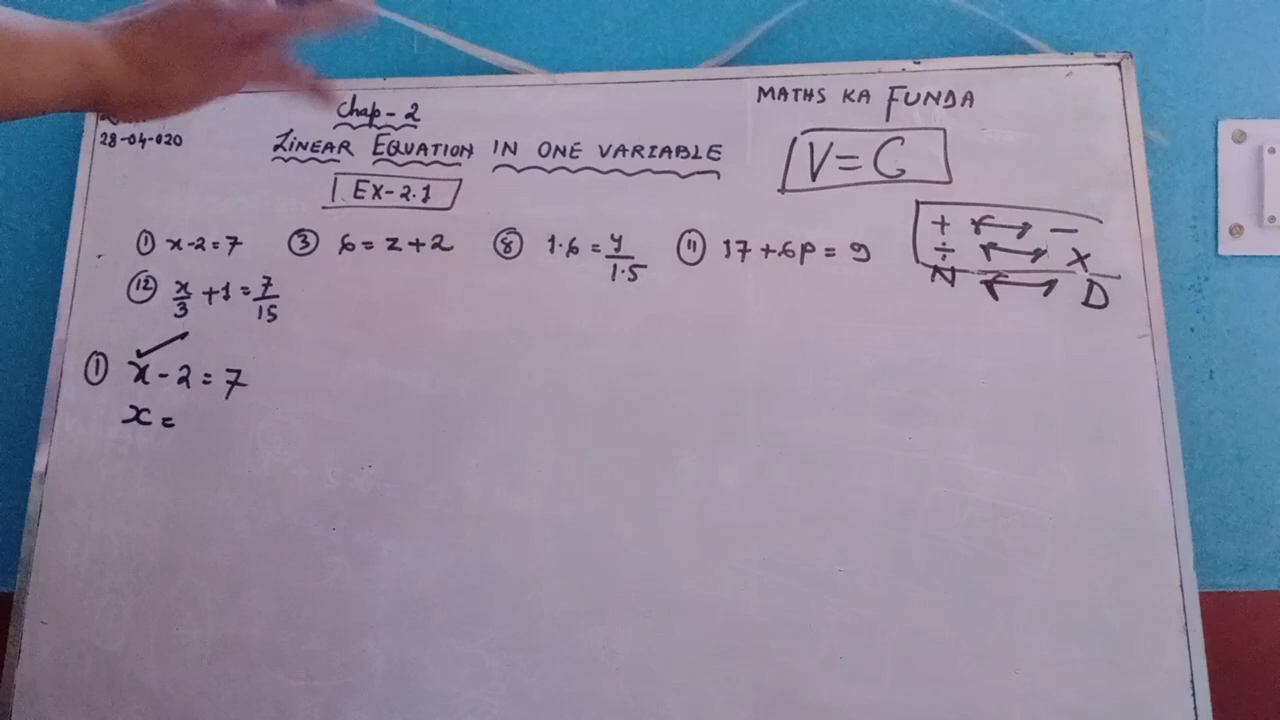 Chap-2
MATHS KA FUNDA
28-04-020
LINEAR EQUATION IN ONE VARIABLE
V=C
EX-2.1
+ ↔ -
① x-2=7 ③ 6=z+2 ⑧ 1.6=y/1.5 ⑪ 17+6p=9
÷ ↔ ×
N ↔ D
⑫ x/3+1=7/15
① x-2=7
x=